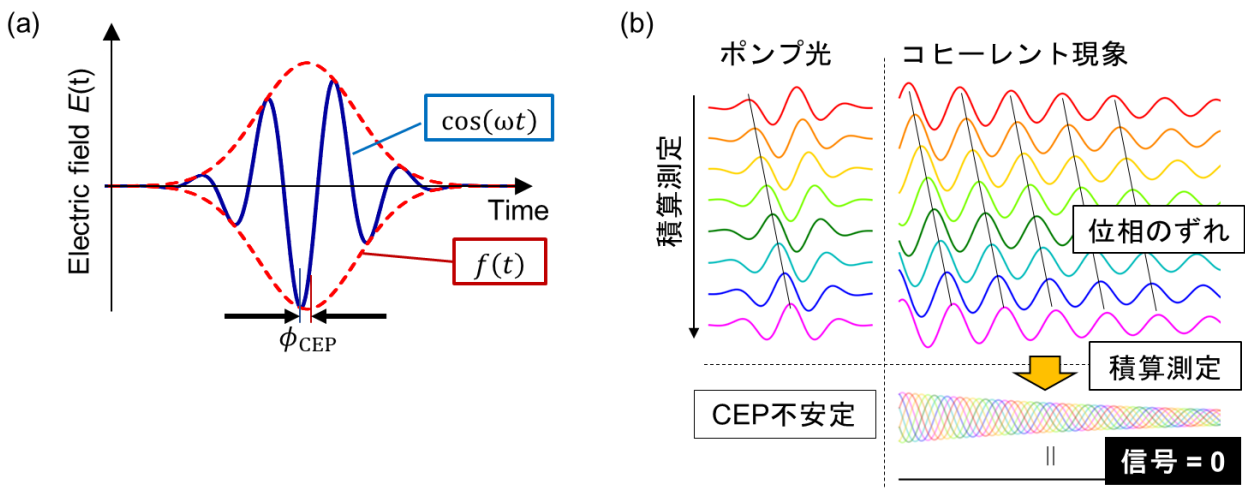 (a)
Electric field E(t)
cos(ωt)
Time
f(t)
ϕCEP
(b)
ポンプ光
コヒーレント現象
積算測定
位相のずれ
積算測定
CEP不安定
=
信号 = 0